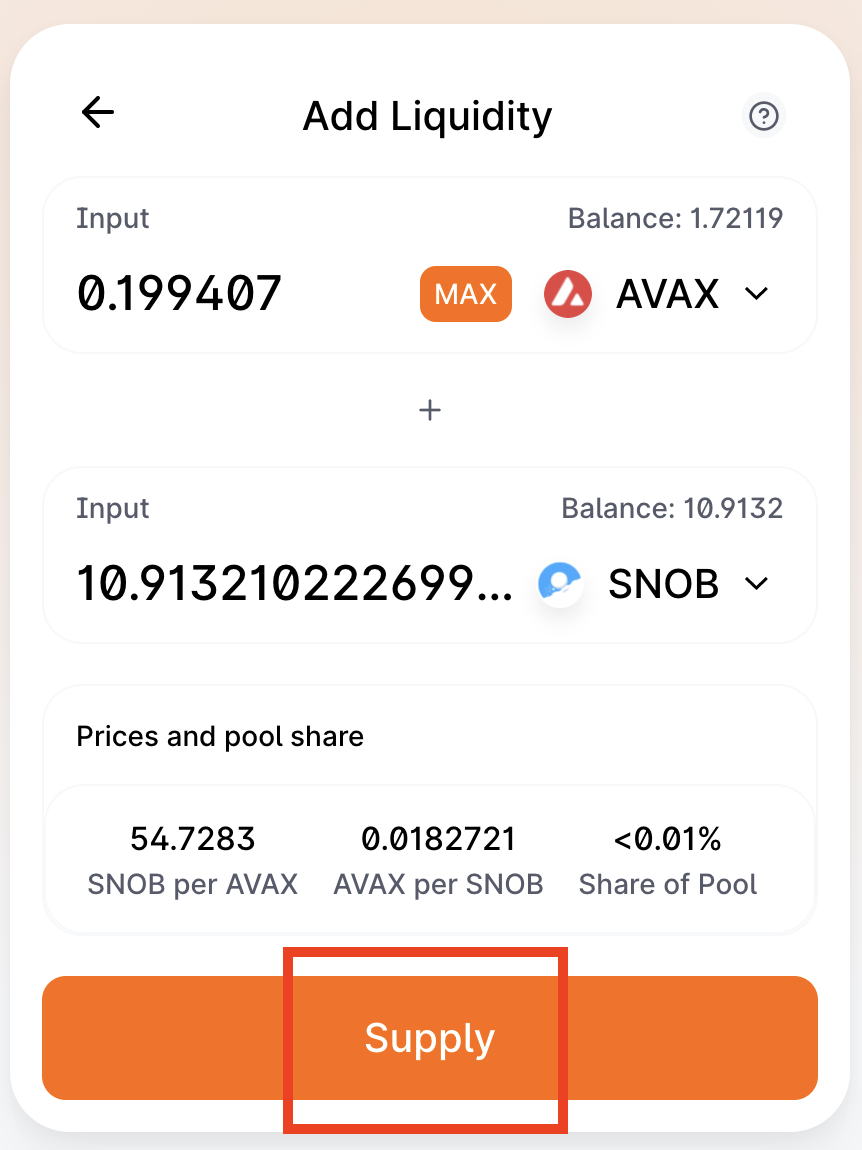 Add Liquidity
Input Balance: 1.72119
0.199407 MAX AVAX
+
Input Balance: 10.9132
10.913210222699... SNOB
Prices and pool share
54.7283 0.0182721 <0.01%
SNOB per AVAX AVAX per SNOB Share of Pool
Supply